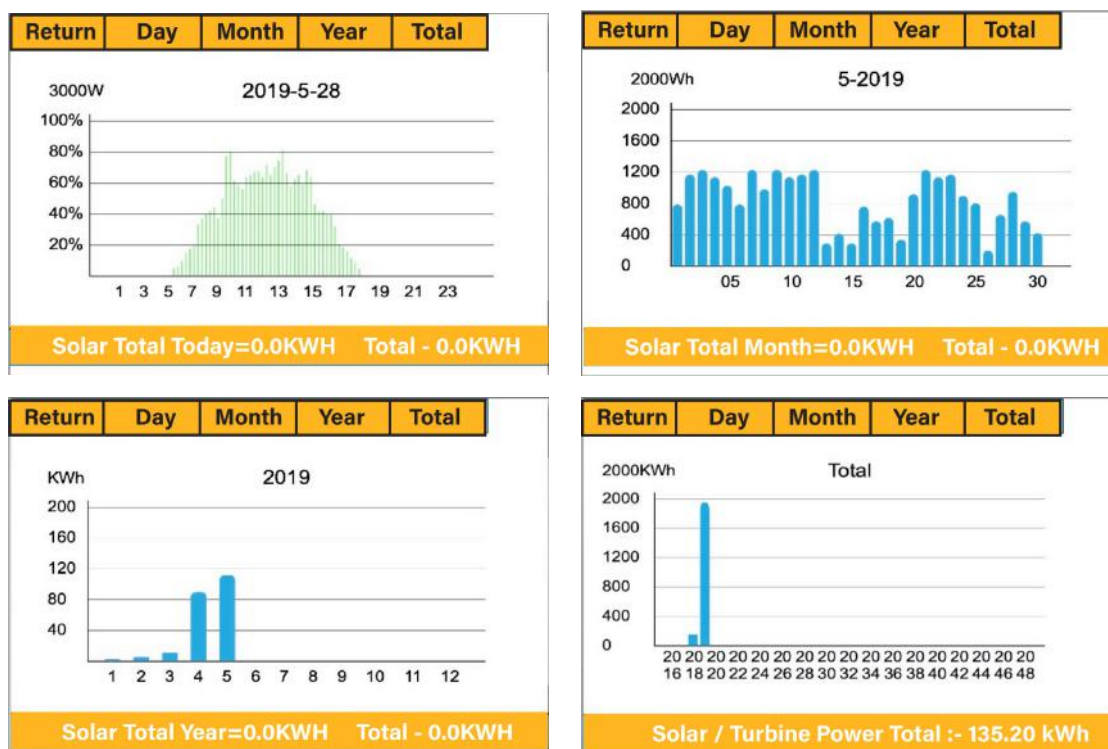 Return Day Month Year Total
3000W 2019-5-28
100%
80%
60%
40%
20%
1 3 5 7 9 11 13 15 17 19 21 23
Solar Total Today=0.0KWH Total - 0.0KWH
Return Day Month Year Total
2000Wh 5-2019
2000
1600
1200
800
400
0
05 10 15 20 25 30
Solar Total Month=0.0KWH Total - 0.0KWH
Return Day Month Year Total
KWh 2019
200
160
120
80
40
1 2 3 4 5 6 7 8 9 10 11 12
Solar Total Year=0.0KWH Total - 0.0KWH
Return Day Month Year Total
2000KWh Total
2000
1600
1200
800
400
0
20 20 20 20 20 20 20 20 20 20 20 20 20 20 20 20 20
16 18 20 22 24 26 28 30 32 34 36 38 40 42 44 46 48
Solar / Turbine Power Total :- 135.20 kWh